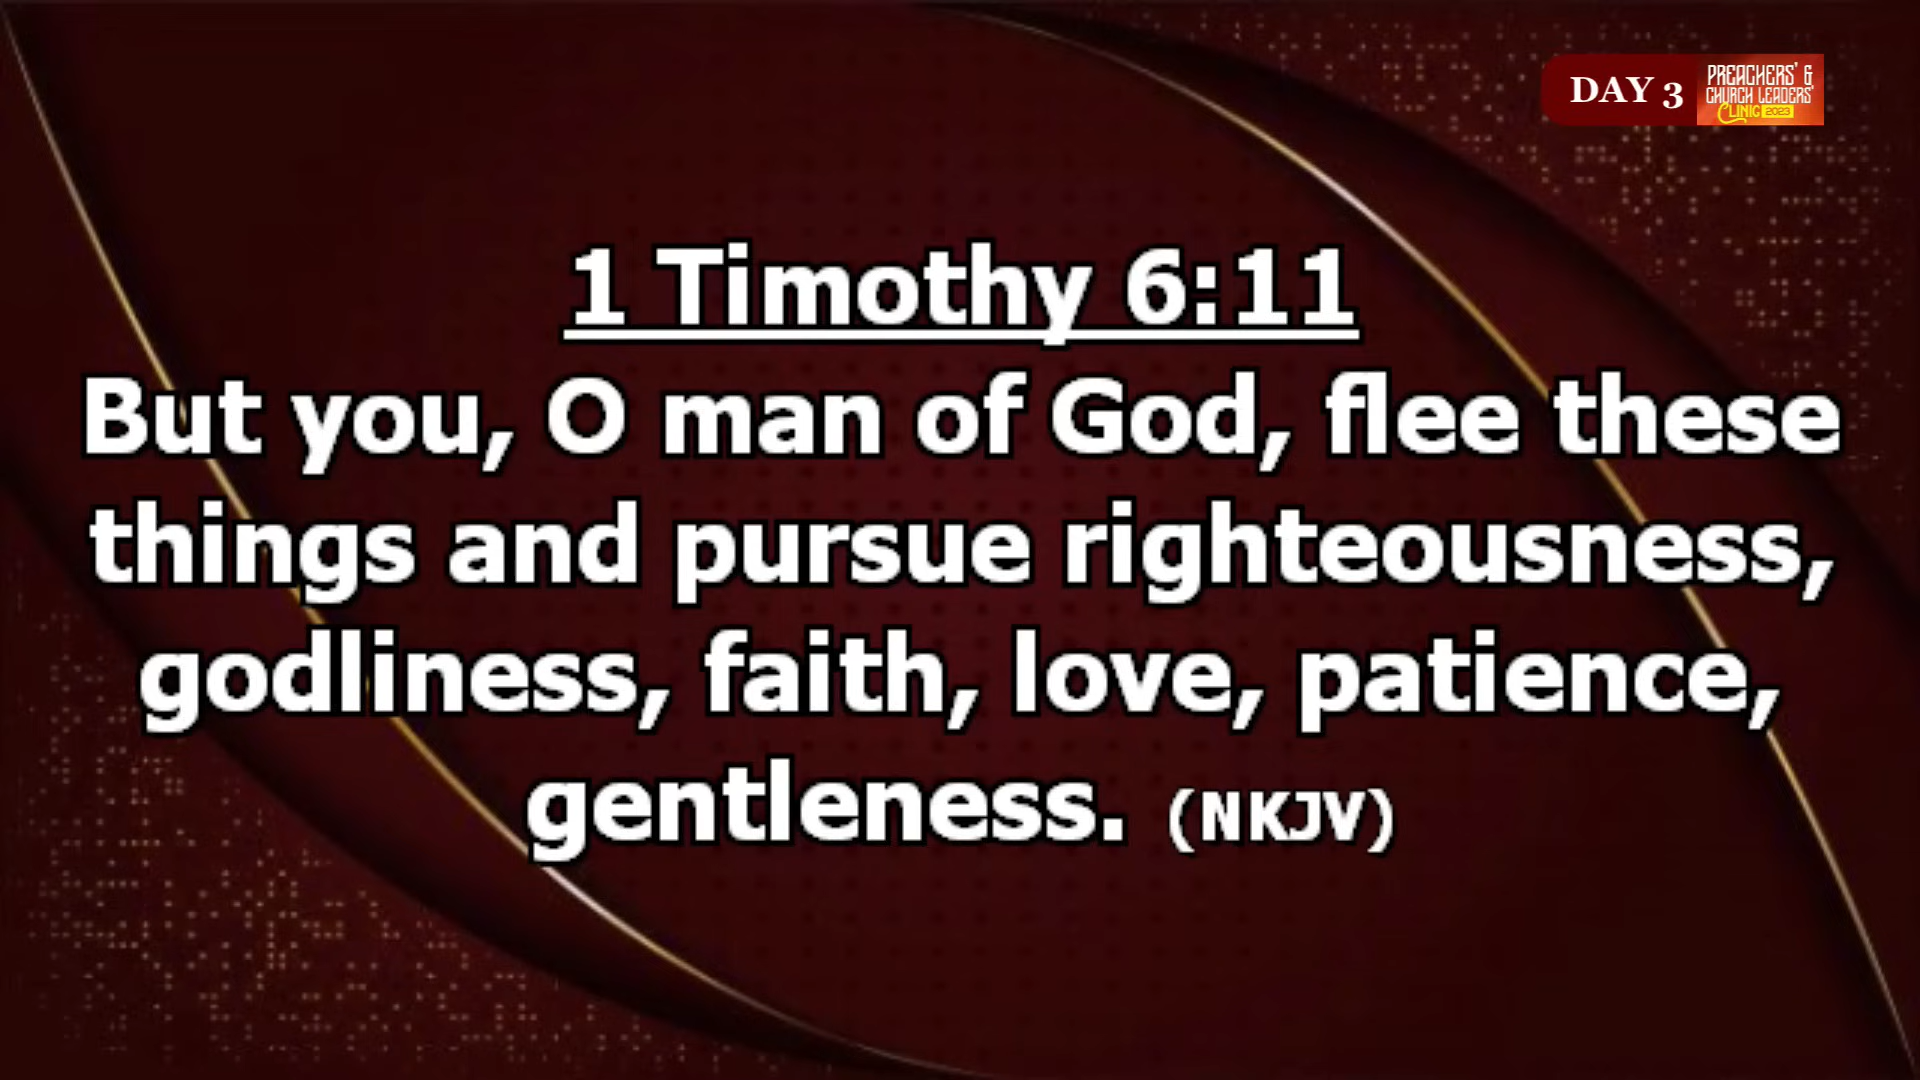 DAY 3
PREACHERS' &
CHURCH LEADERS'
CLINIC 2023
1 Timothy 6:11
But you, O man of God, flee these
things and pursue righteousness,
godliness, faith, love, patience,
gentleness. (NKJV)